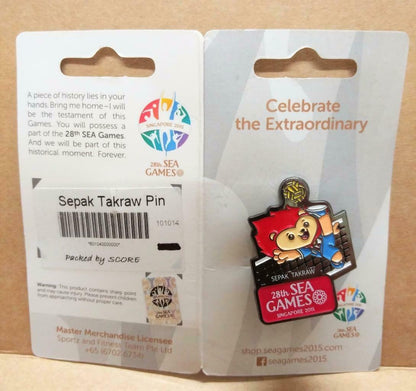 A piece of history lies in your
hands. Bring me home–I will
be the testament of this
Games. You will possess a
part of the 28th SEA Games.
And we will be part of this
historical moment. Forever.
SINGAPORE 2015
28th SEA
GAMES
Sepak Takraw Pin
101014
Packed by SCORE
Warning: This product contains sharp point
and may cause injury. Please prevent children
from approaching without proper care.
Master Merchandise Licensee
Sportz and Fitness Team Pte Ltd
+65 (6702 6734)
Celebrate
the Extraordinary
SEPAK TAKRAW
28th SEA
GAMES
SINGAPORE 2015
28th SEA
GAMES
shop.seagames2015.com
seagames2015